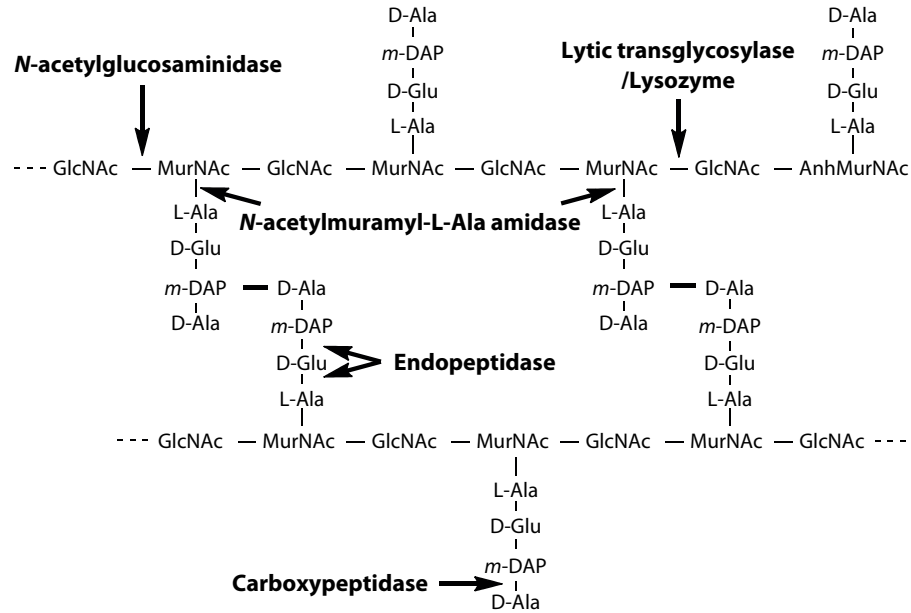 D-Ala D-Ala
N-acetylglucosaminidase m-DAP Lytic transglycosylase m-DAP
D-Glu /Lysozyme D-Glu
L-Ala L-Ala
GlcNAc MurNAc GlcNAc MurNAc GlcNAc MurNAc GlcNAc AnhMurNAc
L-Ala N-acetylmuramyl-L-Ala amidase L-Ala
D-Glu D-Glu
m-DAP D-Ala m-DAP D-Ala
D-Ala m-DAP D-Ala m-DAP
D-Glu Endopeptidase D-Glu
L-Ala L-Ala
GlcNAc MurNAc GlcNAc MurNAc GlcNAc MurNAc GlcNAc
L-Ala
D-Glu
m-DAP
Carboxypeptidase
D-Ala